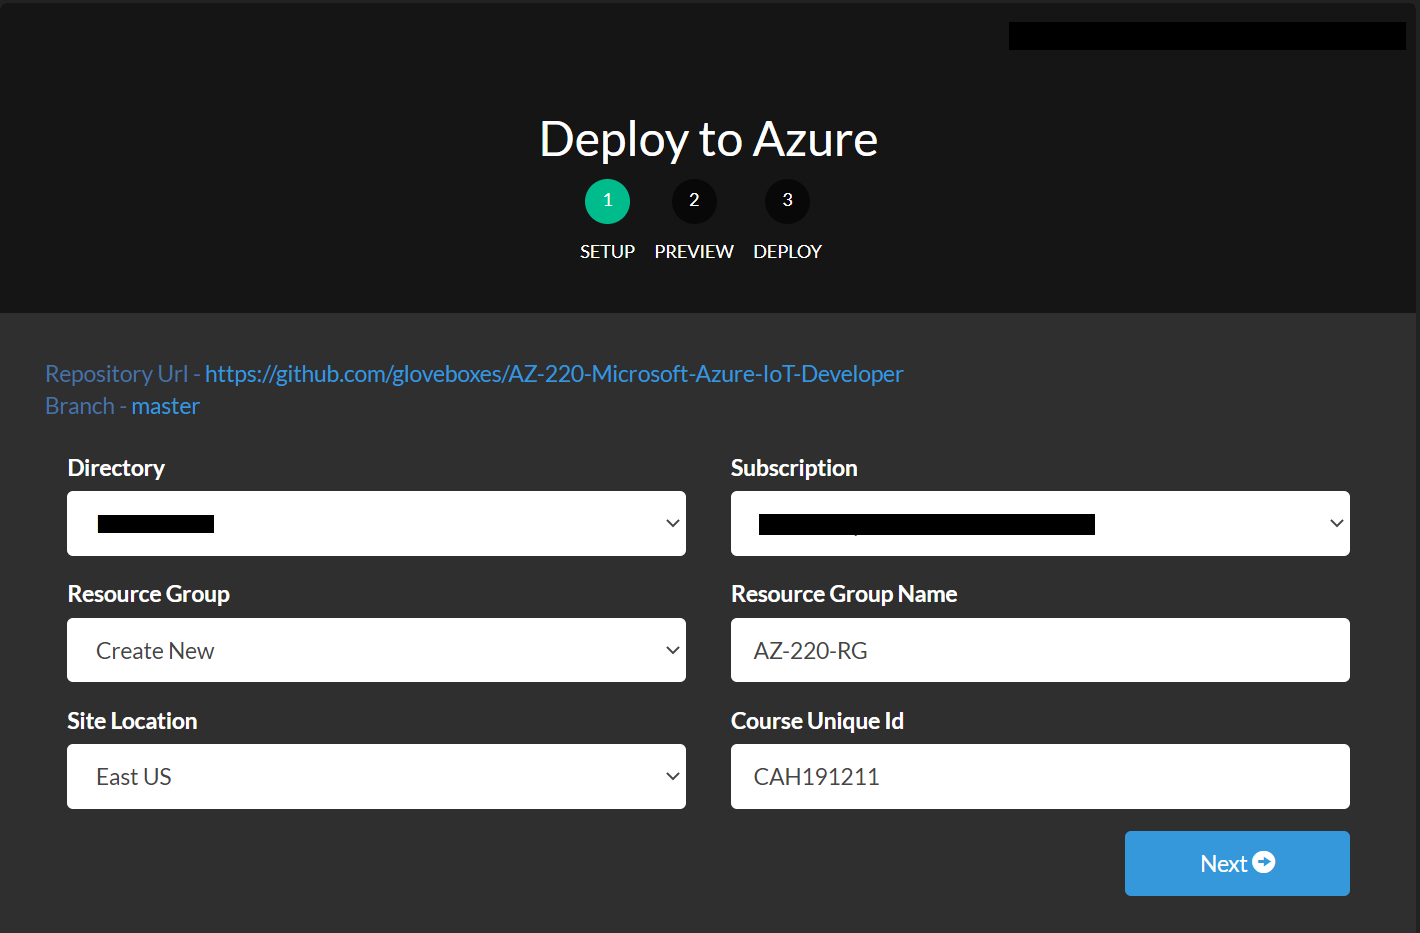 Deploy to Azure
1 2 3
SETUP PREVIEW DEPLOY
Repository Url - https://github.com/gloveboxes/AZ-220-Microsoft-Azure-IoT-Developer
Branch - master
Directory Subscription
Resource Group Resource Group Name
Create New AZ-220-RG
Site Location Course Unique Id
East US CAH191211
Next